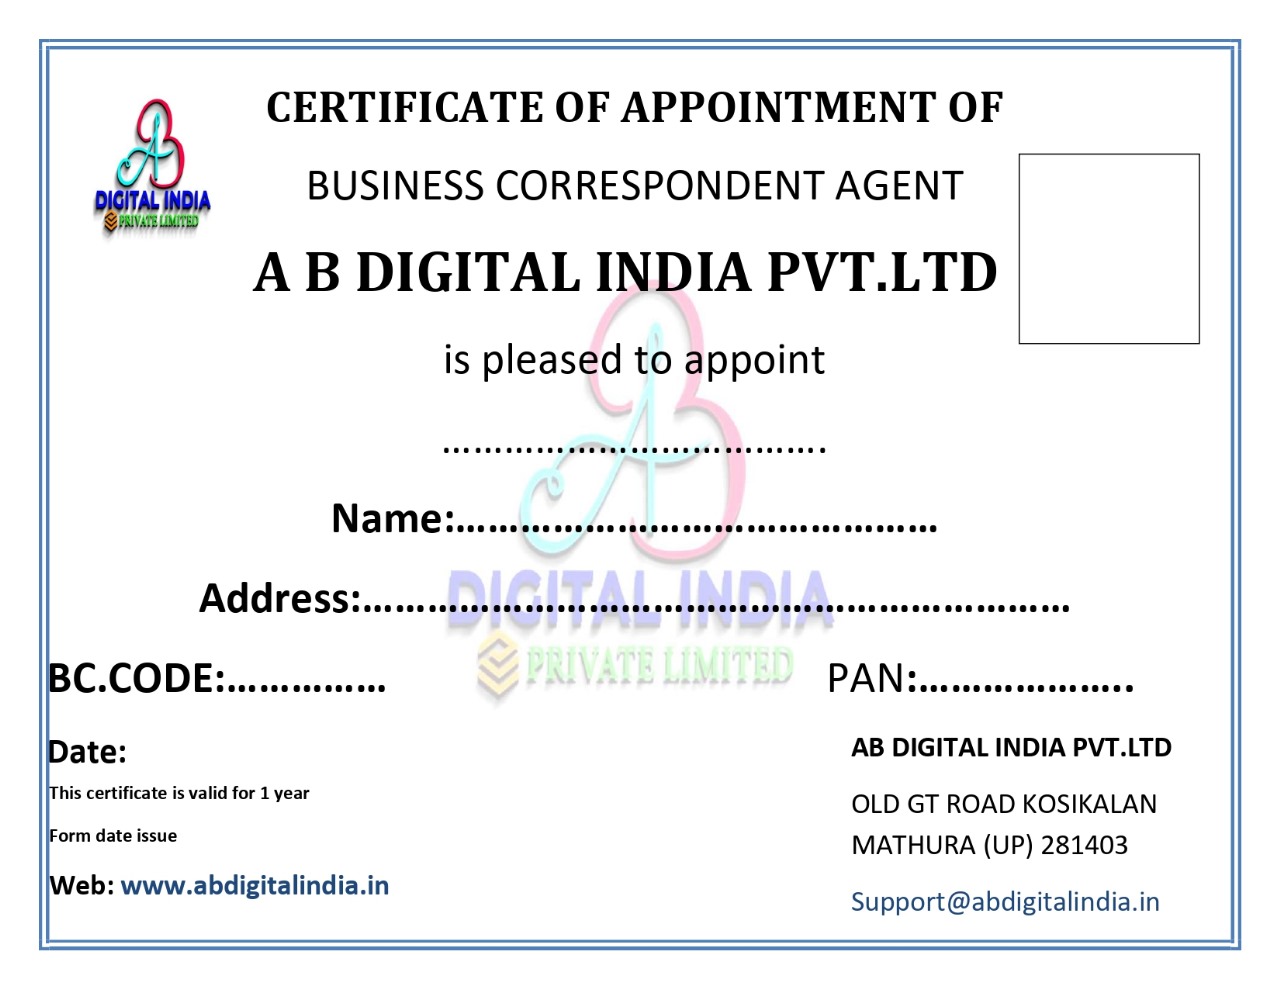 CERTIFICATE OF APPOINTMENT OF
DIGITAL INDIA
PRIVATE LIMITED
BUSINESS CORRESPONDENT AGENT
A B DIGITAL INDIA PVT.LTD
is pleased to appoint
……………………………….
Name:………………………………………
Address:…………………………………………………………
DIGITAL INDIA
PRIVATE LIMITED
BC.CODE:……………
PAN:………………..
Date:
This certificate is valid for 1 year
Form date issue
Web: www.abdigitalindia.in
AB DIGITAL INDIA PVT.LTD
OLD GT ROAD KOSIKALAN
MATHURA (UP) 281403
Support@abdigitalindia.in